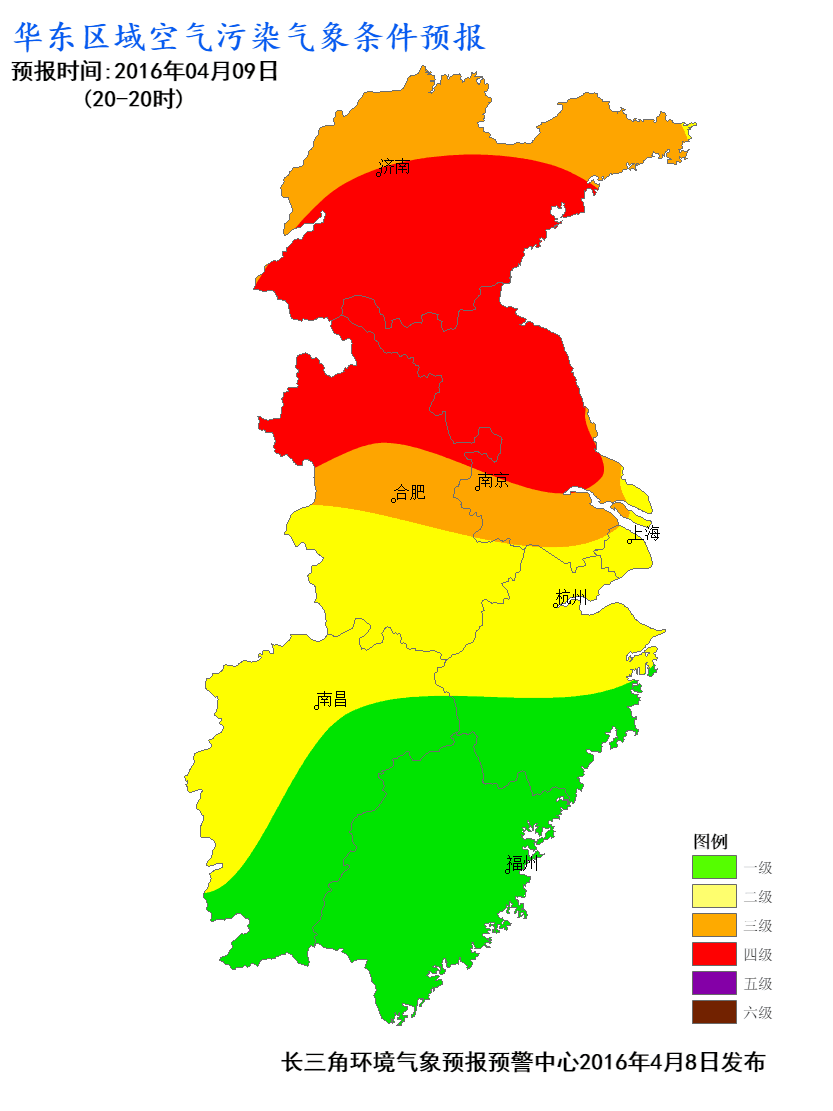 华东区域空气污染气象条件预报
预报时间:2016年04月09日
(20-20时)
济南
南京
合肥
上海
杭州
南昌
福州
图例
一级
二级
三级
四级
五级
六级
长三角环境气象预报预警中心2016年4月8日发布